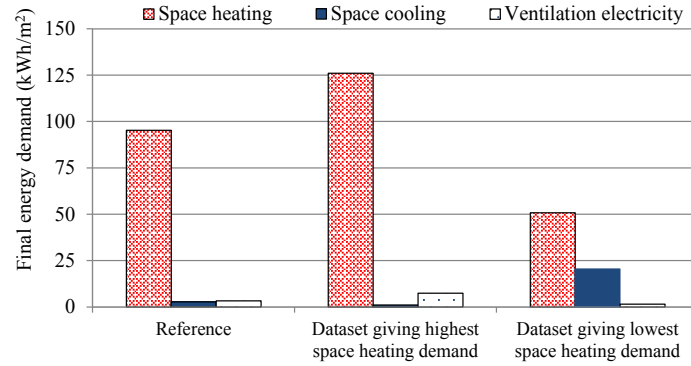 Space heating Space cooling Ventilation electricity
Final energy demand (kWh/m²)
150
125
100
75
50
25
0
Reference
Dataset giving highest
space heating demand
Dataset giving lowest
space heating demand